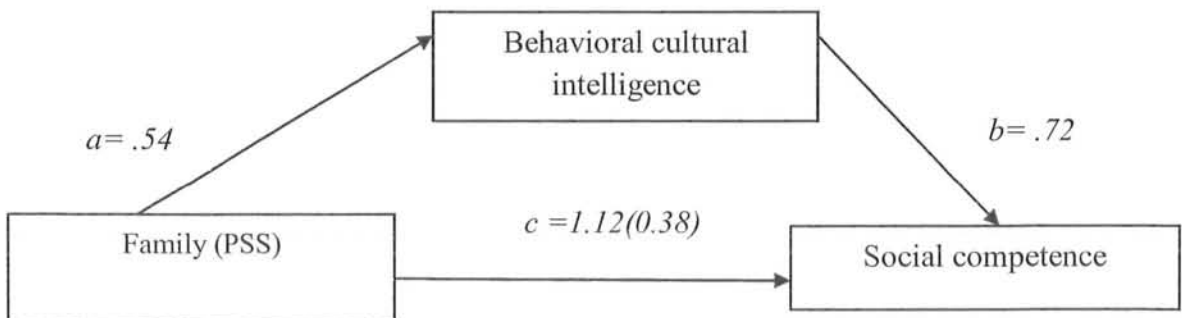 Behavioral cultural
intelligence
a= .54
b= .72
c =1.12(0.38)
Family (PSS)
Social competence